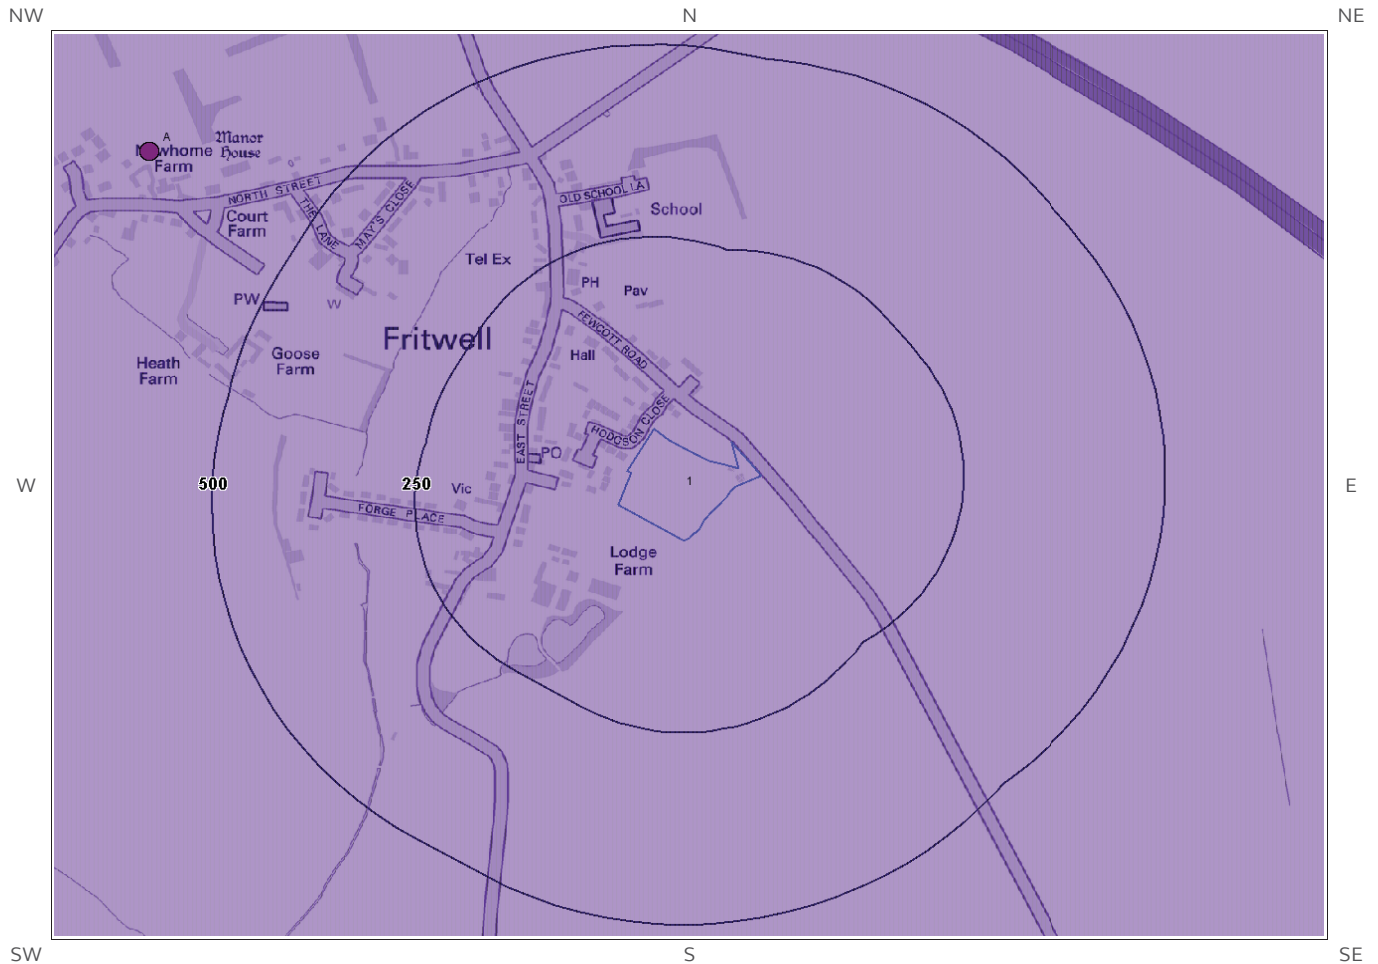 NW
N
NE
A
Manor
House
Newhome
Farm
NORTH STREET
Court
Farm
THE LANE
MAY'S CLOSE
OLD SCHOOL LA
School
Tel Ex
PH
Pav
PW
W
FEWCOTT ROAD
Fritwell
Hall
Goose
Farm
Heath
Farm
EAST STREET
HODGSON CLOSE
PO
500
250
Vic
1
W
E
FORGE PLACE
Lodge
Farm
SW
S
SE